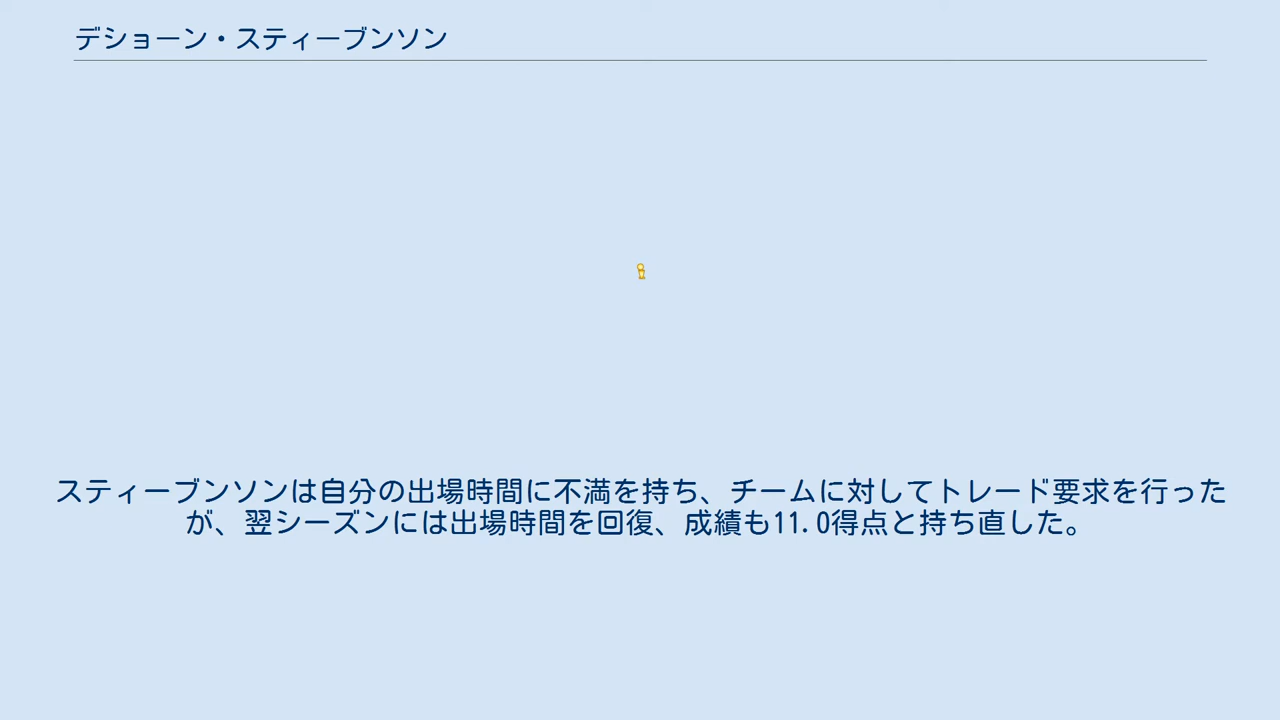 デショーン・スティーブンソン
スティーブンソンは自分の出場時間に不満を持ち、チームに対してトレード要求を行った
が、翌シーズンには出場時間を回復、成績も11.0得点と持ち直した。